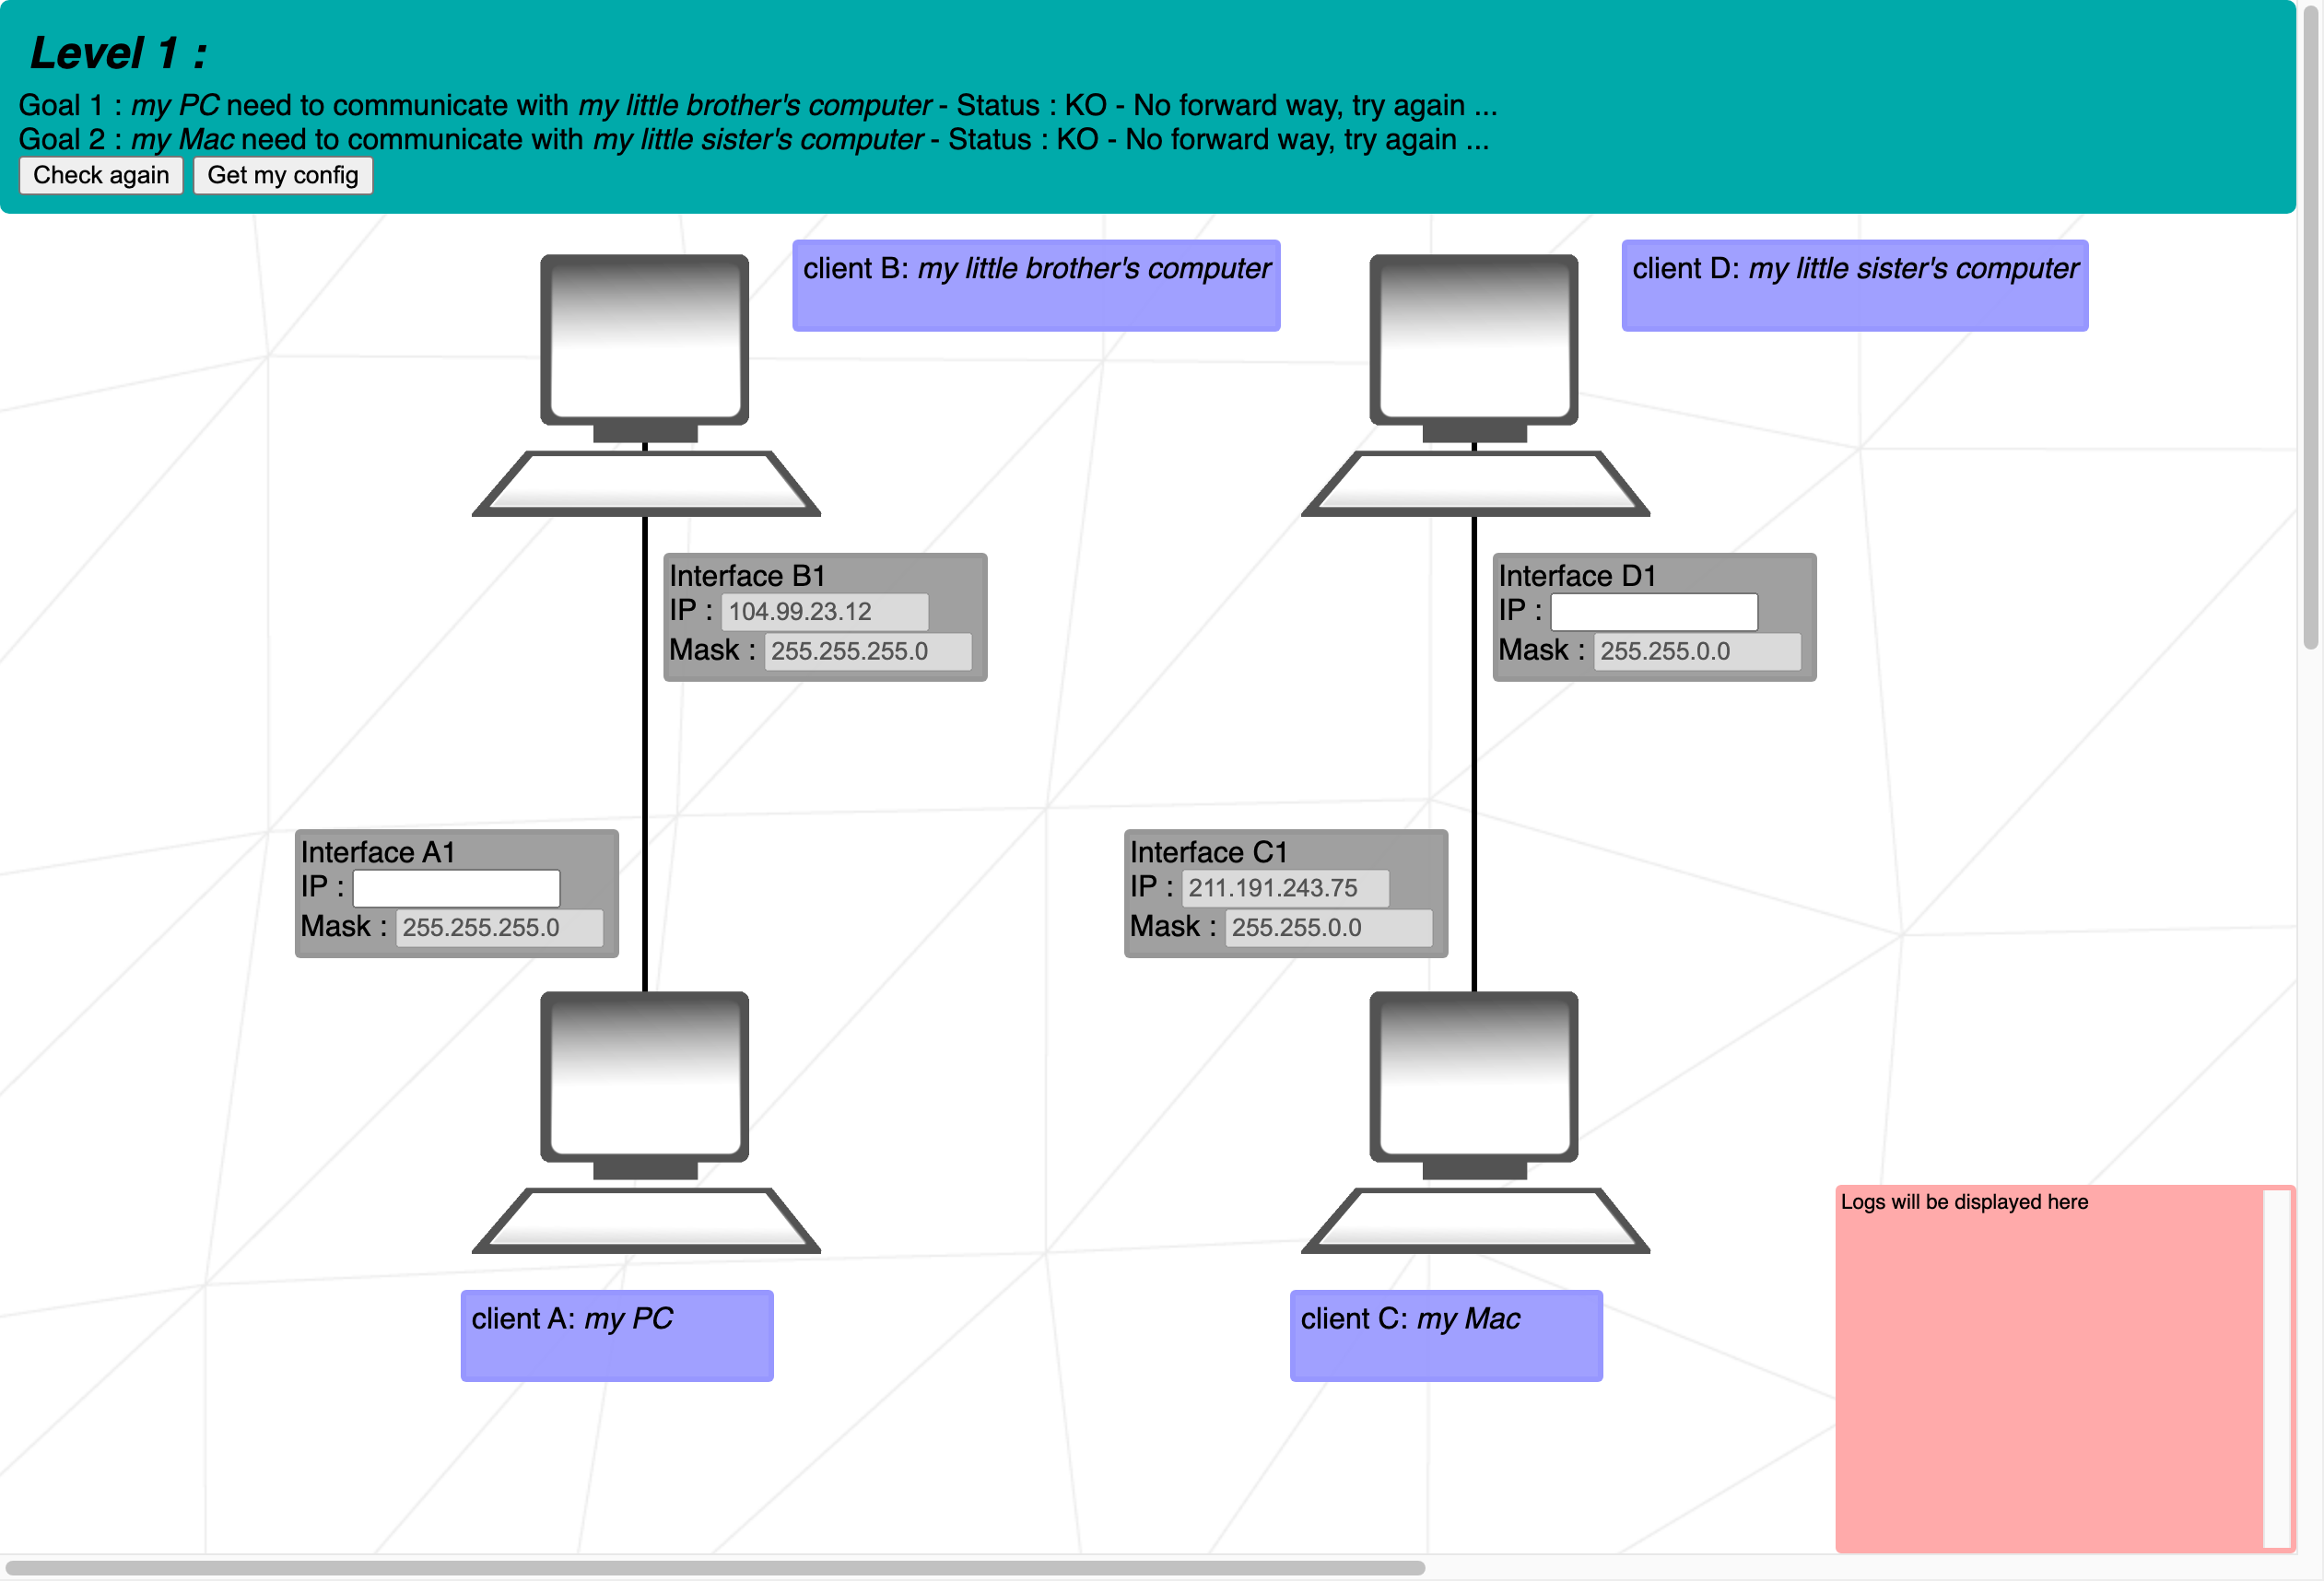 Level 1 :
Goal 1 : my PC need to communicate with my little brother's computer - Status : KO - No forward way, try again ...
Goal 2 : my Mac need to communicate with my little sister's computer - Status : KO - No forward way, try again ...
Check again Get my config
client B: my little brother's computer
client D: my little sister's computer
Interface B1
IP : 104.99.23.12
Mask : 255.255.255.0
Interface D1
IP :
Mask : 255.255.0.0
Interface A1
IP :
Mask : 255.255.255.0
Interface C1
IP : 211.191.243.75
Mask : 255.255.0.0
Logs will be displayed here
client A: my PC
client C: my Mac